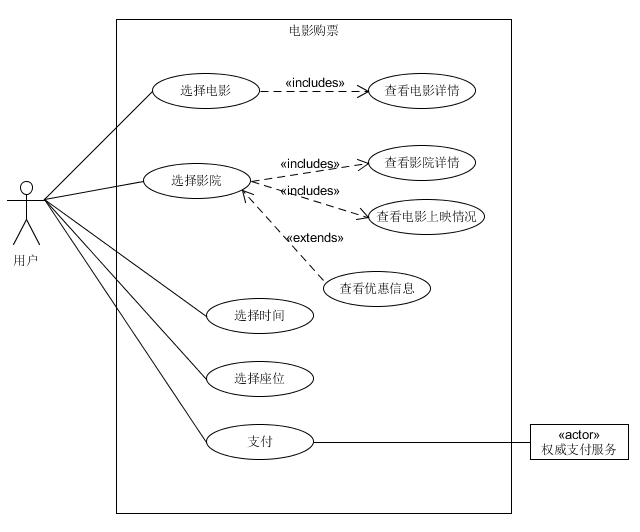 电影购票
选择电影
«includes»
查看电影详情
选择影院
«includes»
查看影院详情
«includes»
查看电影上映情况
«extends»
查看优惠信息
用户
选择时间
选择座位
支付
«actor»
权威支付服务